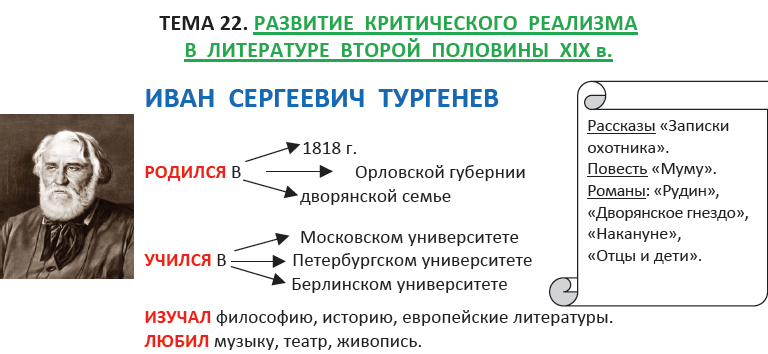 ТЕМА 22. РАЗВИТИЕ КРИТИЧЕСКОГО РЕАЛИЗМА
В ЛИТЕРАТУРЕ ВТОРОЙ ПОЛОВИНЫ XIX в.
ИВАН СЕРГЕЕВИЧ ТУРГЕНЕВ
РОДИЛСЯ В
1818 г.
Орловской губернии
дворянской семье
УЧИЛСЯ В
Московском университете
Петербургском университете
Берлинском университете
ИЗУЧАЛ философию, историю, европейские литературы.
ЛЮБИЛ музыку, театр, живопись.
Рассказы «Записки
охотника».
Повесть «Муму».
Романы: «Рудин»,
«Дворянское гнездо»,
«Накануне»,
«Отцы и дети».